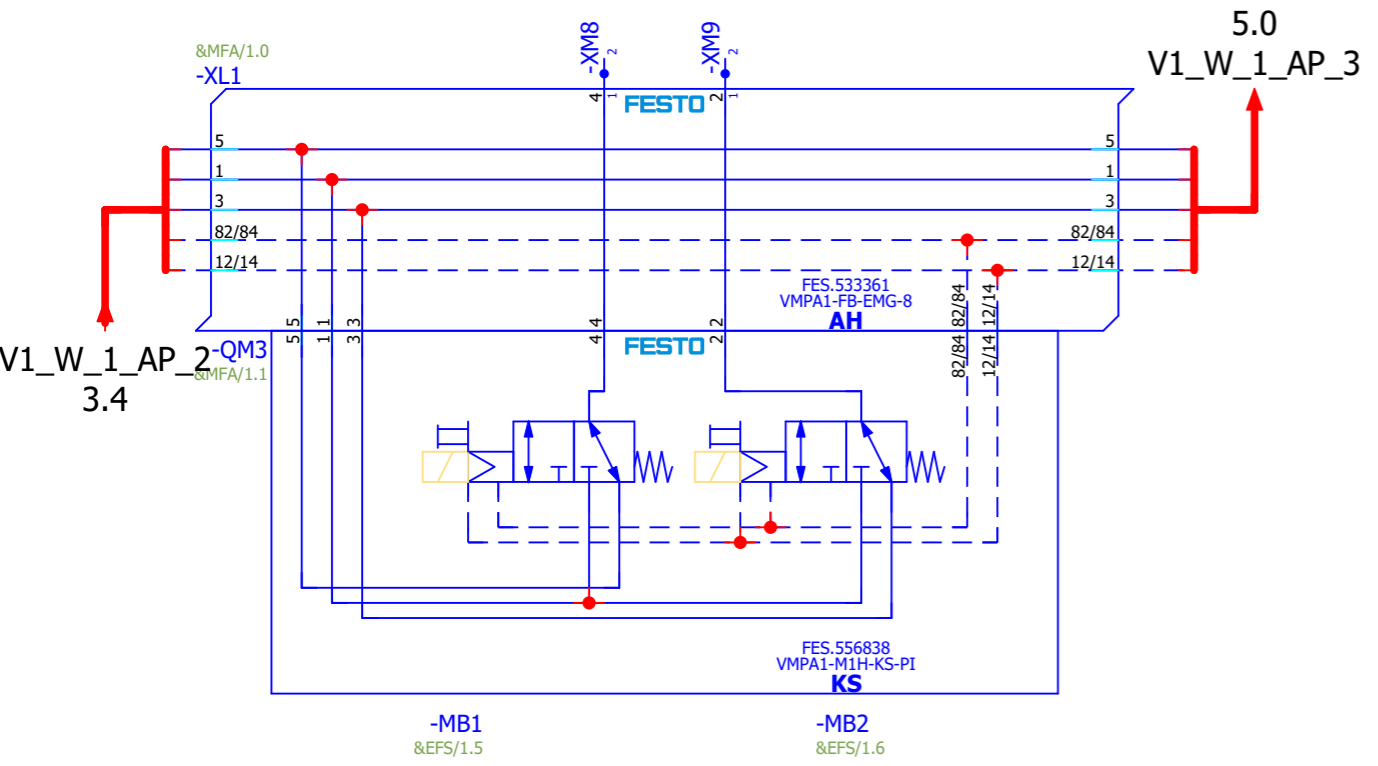 5.0
V1_W_1_AP_3
&MFA/1.0
-XL1
-XM8
2
-XM9
2
4
1
FESTO
2
1
5
5
1
1
3
3
82/84
82/84
12/14
12/14
FES.533361
VMPA1-FB-EMG-8
AH
5
1
3
4
2
82/84
12/14
V1_W_1_AP_2
3.4
-QM3
&MFA/1.1
5
1
3
4
FESTO
2
82/84
12/14
FES.556838
VMPA1-M1H-KS-PI
KS
-MB1
&EFS/1.5
-MB2
&EFS/1.6